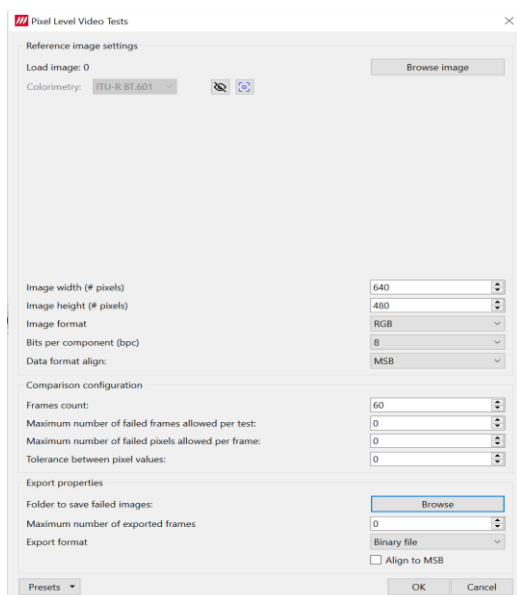 Pixel Level Video Tests
Reference image settings
Load image: 0 Browse image
Colorimetry: ITU-R BT.601
Image width (# pixels) 640
Image height (# pixels) 480
Image format RGB
Bits per component (bpc) 8
Data format align: MSB
Comparison configuration
Frames count: 60
Maximum number of failed frames allowed per test: 0
Maximum number of failed pixels allowed per frame: 0
Tolerance between pixel values: 0
Export properties
Folder to save failed images: Browse
Maximum number of exported frames 0
Export format Binary file
Align to MSB
Presets OK Cancel